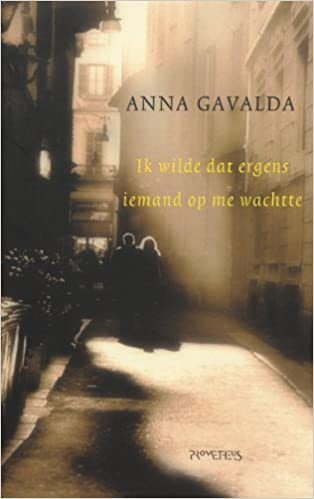 ANNA GAVALDA
Ik wilde dat ergens
iemand op me wachtte
PROMETHEUS